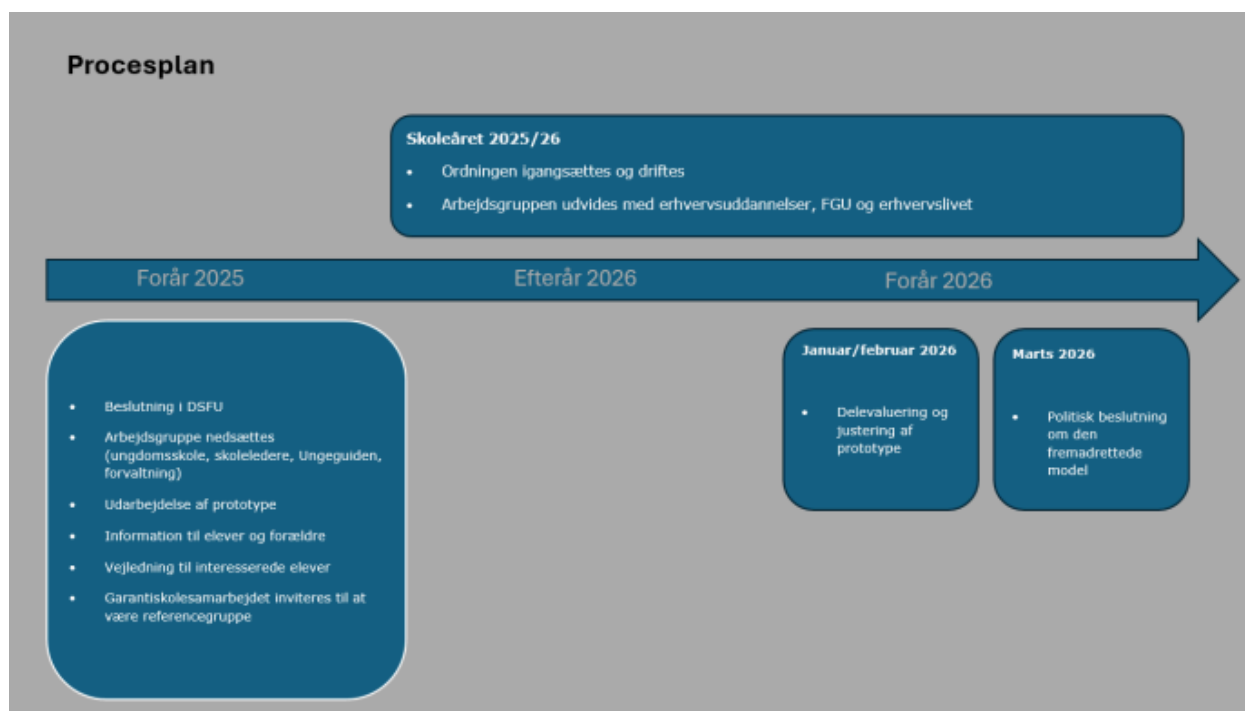 Procesplan
Skoleåret 2025/26
• Ordningen igangsættes og driftes
• Arbejdsgruppen udvides med erhvervsuddannelser, FGU og erhvervslivet
Forår 2025
Efterår 2026
Forår 2026
• Beslutning i DSFU
• Arbejdsgruppe nedsættes
(ungdomsskole, skoleledere, Ungeguiden,
forvaltning)
• Udarbejdelse af prototype
• Information til elever og forældre
• Vejledning til interesserede elever
• Garantiskolesamarbejdet inviteres til at
være referencegruppe
Januar/februar 2026
• Delevaluering og
justering af
prototype
Marts 2026
• Politisk beslutning
om den
fremadrettede
model